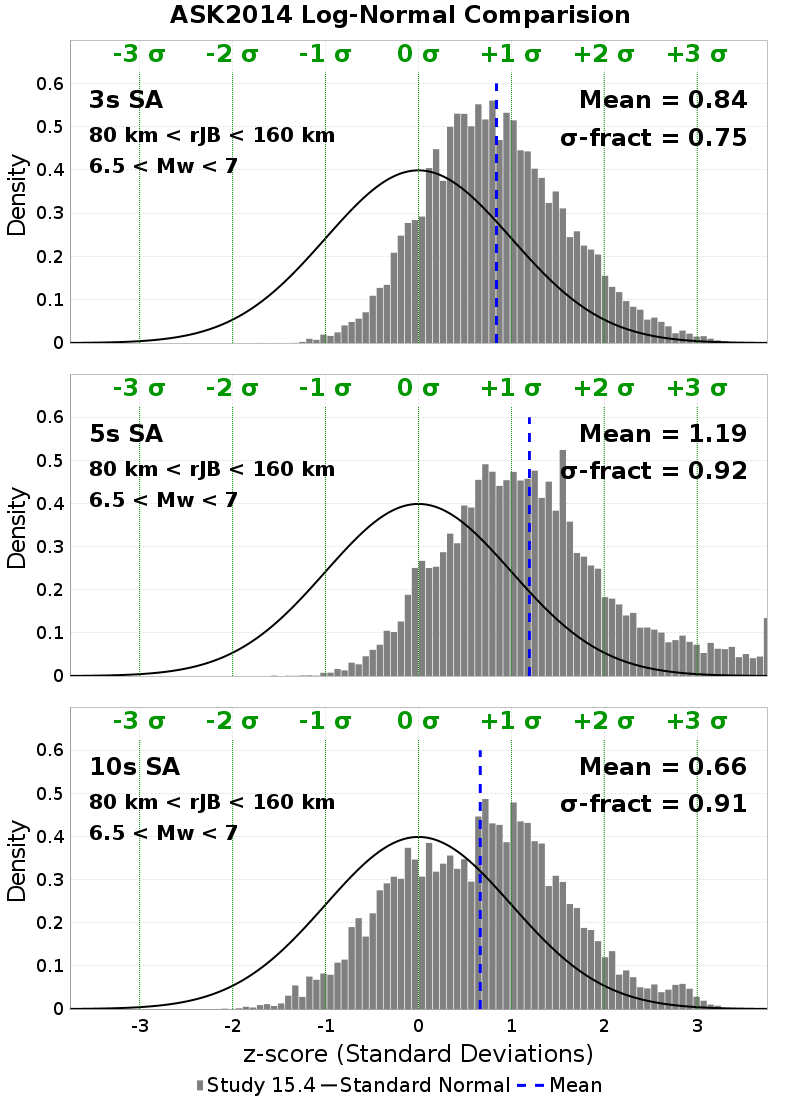 ASK2014 Log-Normal Comparision
-3 σ -2 σ -1 σ 0 σ +1 σ +2 σ +3 σ
3s SA
80 km < rJB < 160 km
6.5 < Mw < 7
Mean = 0.84
σ-fract = 0.75
Density
0.6
0.5
0.4
0.3
0.2
0.1
0
-3 σ -2 σ -1 σ 0 σ +1 σ +2 σ +3 σ
5s SA
80 km < rJB < 160 km
6.5 < Mw < 7
Mean = 1.19
σ-fract = 0.92
Density
0.6
0.5
0.4
0.3
0.2
0.1
0
-3 σ -2 σ -1 σ 0 σ +1 σ +2 σ +3 σ
10s SA
80 km < rJB < 160 km
6.5 < Mw < 7
Mean = 0.66
σ-fract = 0.91
Density
0.6
0.5
0.4
0.3
0.2
0.1
0
-3 -2 -1 0 1 2 3
z-score (Standard Deviations)
Study 15.4 Standard Normal Mean